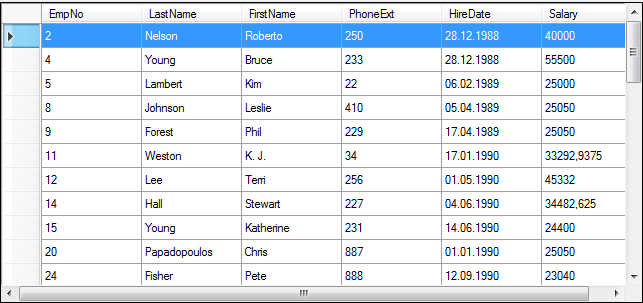 EmpNo LastName FirstName PhoneExt HireDate Salary
2 Nelson Roberto 250 28.12.1988 40000
4 Young Bruce 233 28.12.1988 55500
5 Lambert Kim 22 06.02.1989 25000
8 Johnson Leslie 410 05.04.1989 25050
9 Forest Phil 229 17.04.1989 25050
11 Weston K. J. 34 17.01.1990 33292,9375
12 Lee Terri 256 01.05.1990 45332
14 Hall Stewart 227 04.06.1990 34482,625
15 Young Katherine 231 14.06.1990 24400
20 Papadopoulos Chris 887 01.01.1990 25050
24 Fisher Pete 888 12.09.1990 23040